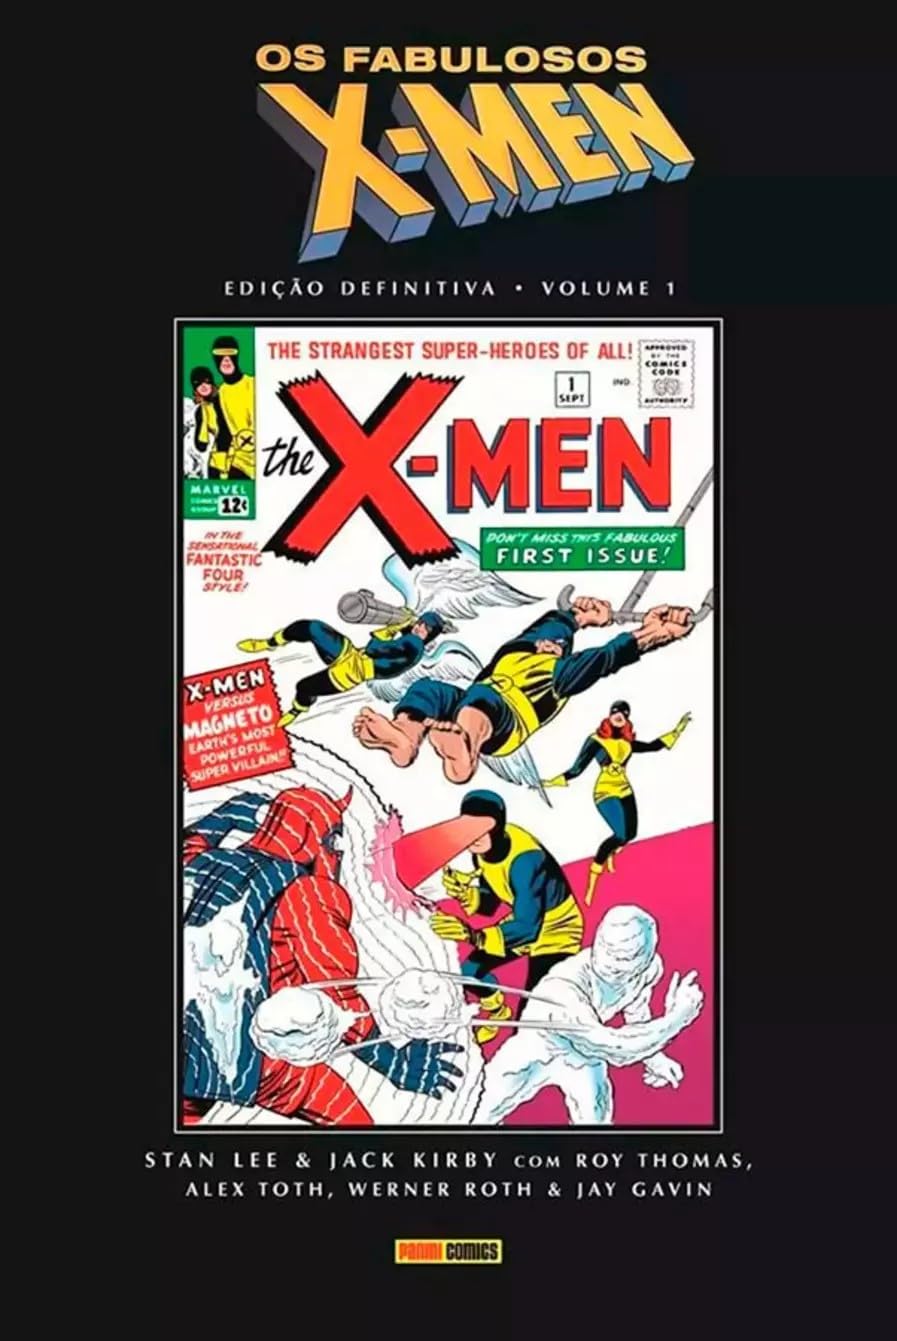 OS FABULOSOS
X-MEN
EDIÇÃO DEFINITIVA • VOLUME 1
THE STRANGEST SUPER-HEROES OF ALL!
APPROVED
BY THE
COMICS
CODE
AUTHORITY
1
SEPT
IND.
the X-MEN
MARVEL
COMICS
GROUP 12¢
DON'T MISS THIS FABULOUS
FIRST ISSUE!
IN THE
SENSATIONAL
FANTASTIC
FOUR
STYLE!
X-MEN
VERSUS
MAGNETO
EARTH'S MOST
POWERFUL
SUPER VILLAIN!!
STAN LEE & JACK KIRBY COM ROY THOMAS,
ALEX TOTH, WERNER ROTH & JAY GAVIN
PANINI COMICS